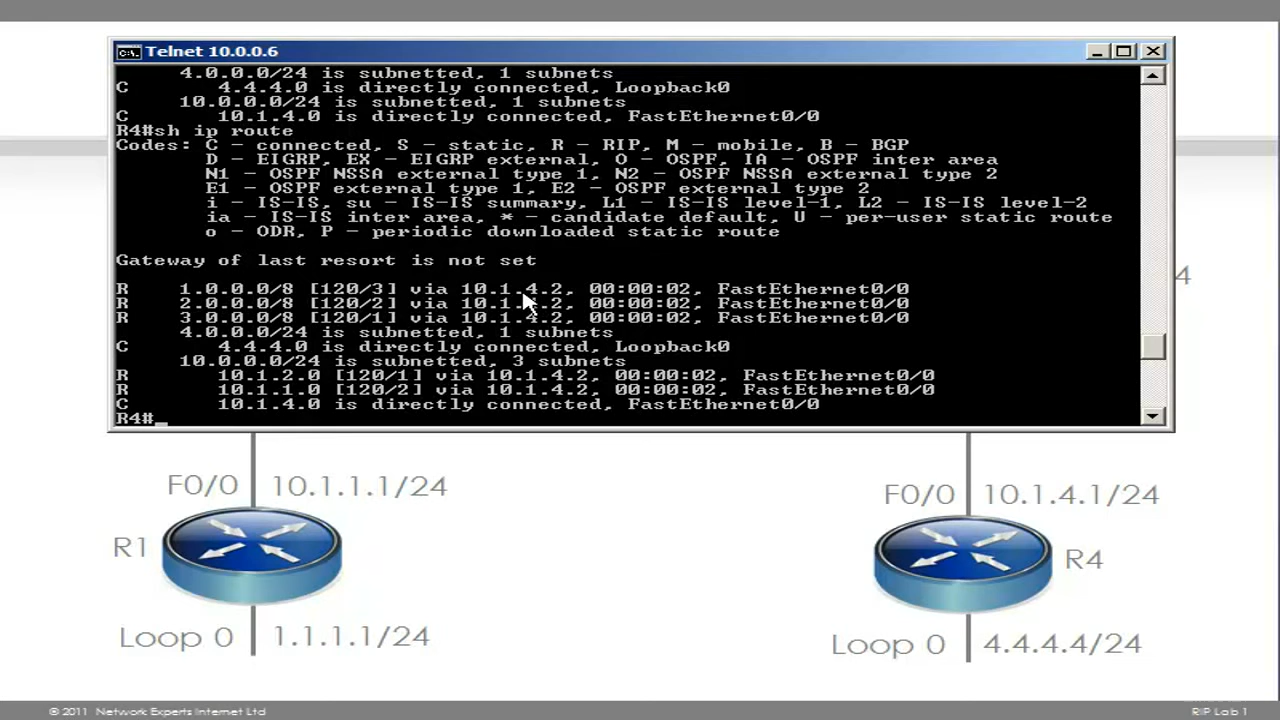 Telnet 10.0.0.6
4.0.0.0/24 is subnetted, 1 subnets
C 4.4.4.0 is directly connected, Loopback0
10.0.0.0/24 is subnetted, 1 subnets
C 10.1.4.0 is directly connected, FastEthernet0/0
R4#sh ip route
Codes: C - connected, S - static, R - RIP, M - mobile, B - BGP
D - EIGRP, EX - EIGRP external, O - OSPF, IA - OSPF inter area
N1 - OSPF NSSA external type 1, N2 - OSPF NSSA external type 2
E1 - OSPF external type 1, E2 - OSPF external type 2
i - IS-IS, su - IS-IS summary, L1 - IS-IS level-1, L2 - IS-IS level-2
ia - IS-IS inter area, * - candidate default, U - per-user static route
o - ODR, P - periodic downloaded static route
Gateway of last resort is not set
R 1.0.0.0/8 [120/3] via 10.1.4.2, 00:00:02, FastEthernet0/0
R 2.0.0.0/8 [120/2] via 10.1.4.2, 00:00:02, FastEthernet0/0
R 3.0.0.0/8 [120/1] via 10.1.4.2, 00:00:02, FastEthernet0/0
4.0.0.0/24 is subnetted, 1 subnets
C 4.4.4.0 is directly connected, Loopback0
10.0.0.0/24 is subnetted, 3 subnets
R 10.1.2.0 [120/1] via 10.1.4.2, 00:00:02, FastEthernet0/0
R 10.1.1.0 [120/2] via 10.1.4.2, 00:00:02, FastEthernet0/0
C 10.1.4.0 is directly connected, FastEthernet0/0
R4#_
4
F0/0 10.1.1.1/24
F0/0 10.1.4.1/24
R1
R4
Loop 0 1.1.1.1/24
Loop 0 4.4.4.4/24
© 2011 Network Experts Internet Ltd
RIP Lab 1